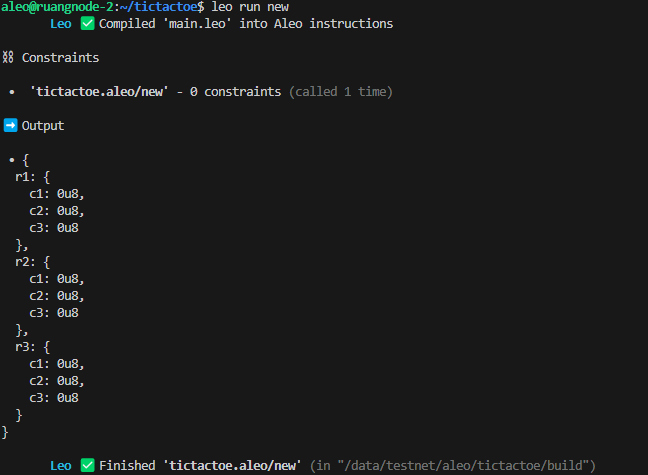 aleo@ruangnode-2:~/tictactoe$ leo run new
Leo ✅ Compiled 'main.leo' into Aleo instructions
⛓ Constraints
• 'tictactoe.aleo/new' - 0 constraints (called 1 time)
➡ Output
• {
r1: {
c1: 0u8,
c2: 0u8,
c3: 0u8
},
r2: {
c1: 0u8,
c2: 0u8,
c3: 0u8
},
r3: {
c1: 0u8,
c2: 0u8,
c3: 0u8
}
}
Leo ✅ Finished 'tictactoe.aleo/new' (in "/data/testnet/aleo/tictactoe/build")